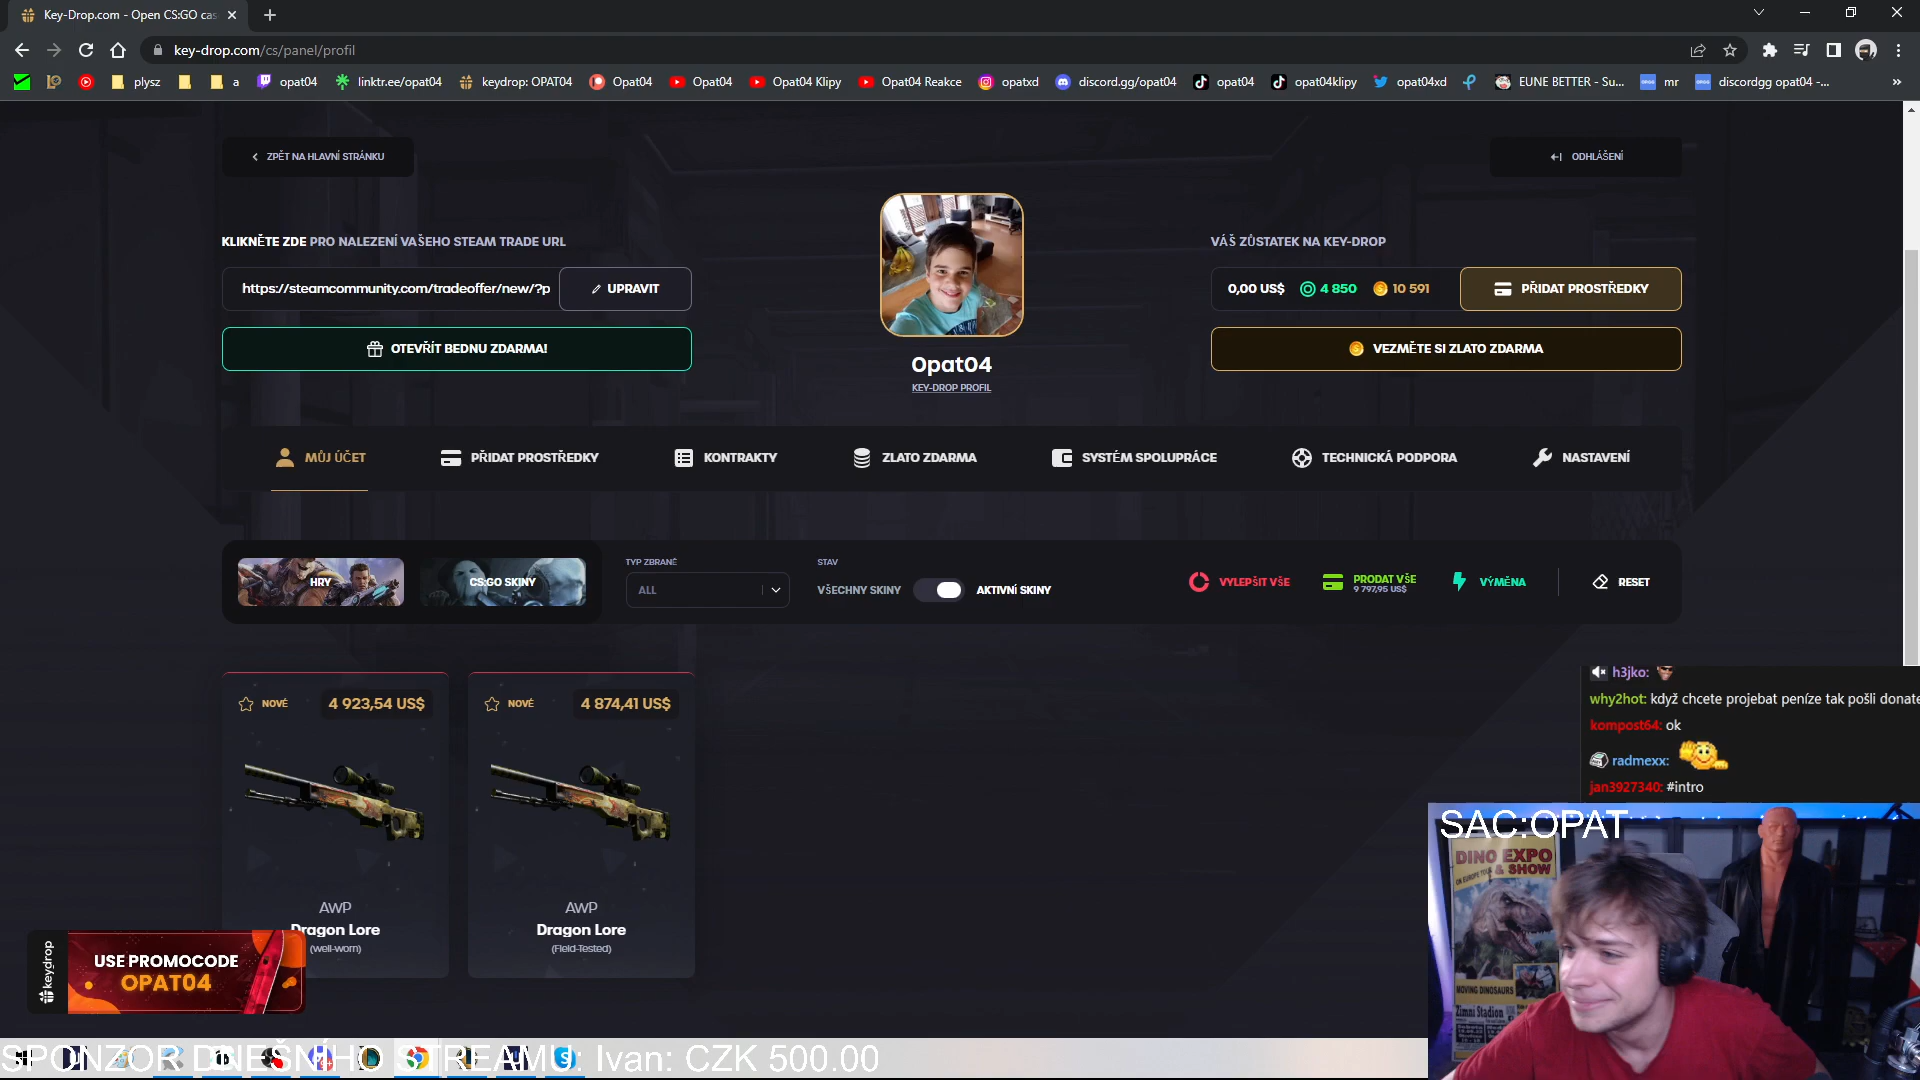 Key-Drop.com - Open CS:GO cas
key-drop.com/cs/panel/profil
plysz
a
opat04
linktr.ee/opat04
keydrop: OPAT04
Opat04
Opat04
Opat04 Klipy
Opat04 Reakce
opatxd
discord.gg/opat04
opat04
opat04klipy
opat04xd
EUNE BETTER - Su...
mr
discordgg opat04 -...
»
ZPĚT NA HLAVNÍ STRÁNKU
ODHLÁŠENÍ
KLIKNĚTE ZDE PRO NALEZENÍ VAŠEHO STEAM TRADE URL
https://steamcommunity.com/tradeoffer/new/?p
UPRAVIT
OTEVŘÍT BEDNU ZDARMA!
Opat04
KEY-DROP PROFIL
VÁŠ ZŮSTATEK NA KEY-DROP
0,00 US$ 4 850 10 591
PŘIDAT PROSTŘEDKY
VEZMĚTE SI ZLATO ZDARMA
MŮJ ÚČET
PŘIDAT PROSTŘEDKY
KONTRAKTY
ZLATO ZDARMA
SYSTÉM SPOLUPRÁCE
TECHNICKÁ PODPORA
NASTAVENÍ
HRY
CS:GO SKINY
TYP ZBRANĚ
ALL
STAV
VŠECHNY SKINY
AKTIVNÍ SKINY
VYLEPŠIT VŠE
PRODAT VŠE
9 797,95 US$
VÝMĚNA
RESET
NOVÉ
4 923,54 US$
AWP
Dragon Lore
(Well-worn)
NOVÉ
4 874,41 US$
AWP
Dragon Lore
(Field-Tested)
keydrop
USE PROMOCODE
OPAT04
h3jko:
why2hot: když chcete projebat peníze tak pošli donate
kompost64: ok
radmexx:
jan3927340: #intro
SAC:OPAT
DINO EXPO
& SHOW
MOVING DINOSAURS
Zimní Stadion
SPONZOR DNEŠNÍHO STREAMU: Ivan: CZK 500.00